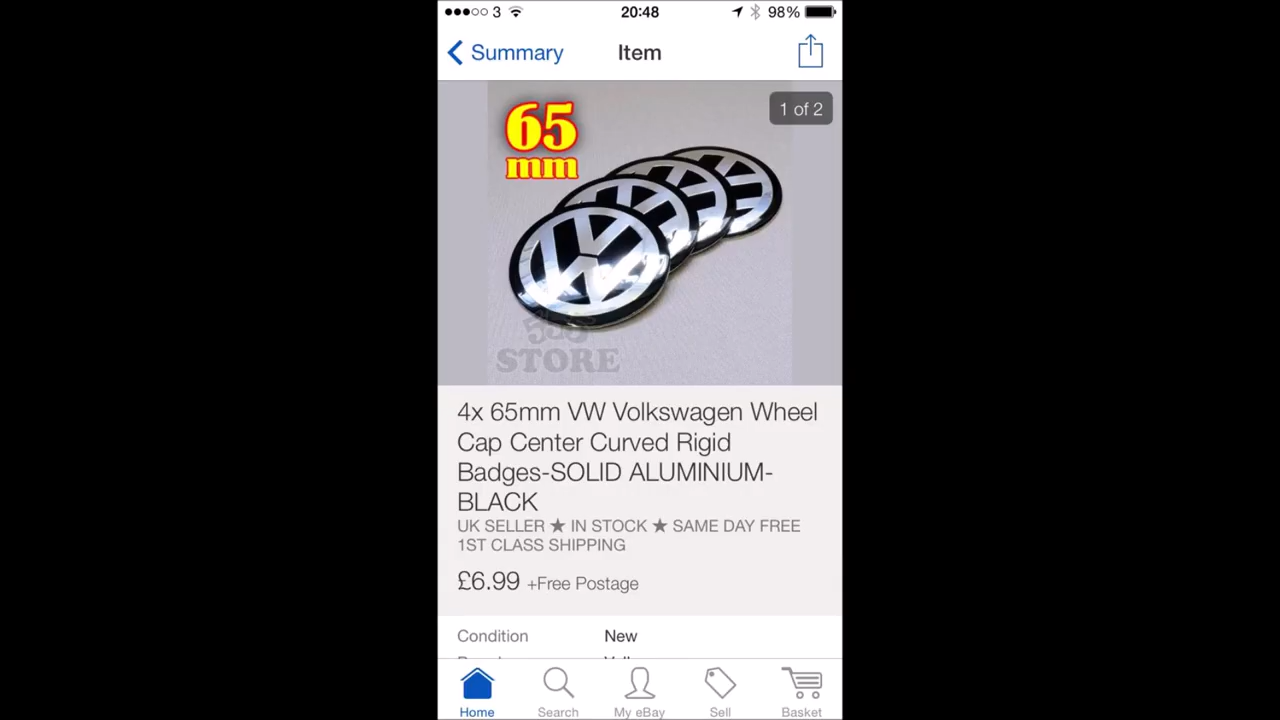 3 20:48 98%
Summary Item
1 of 2
65
mm
STORE
4x 65mm VW Volkswagen Wheel
Cap Center Curved Rigid
Badges-SOLID ALUMINIUM-
BLACK
UK SELLER ★ IN STOCK ★ SAME DAY FREE
1ST CLASS SHIPPING
£6.99 +Free Postage
Condition New
Home Search My eBay Sell Basket